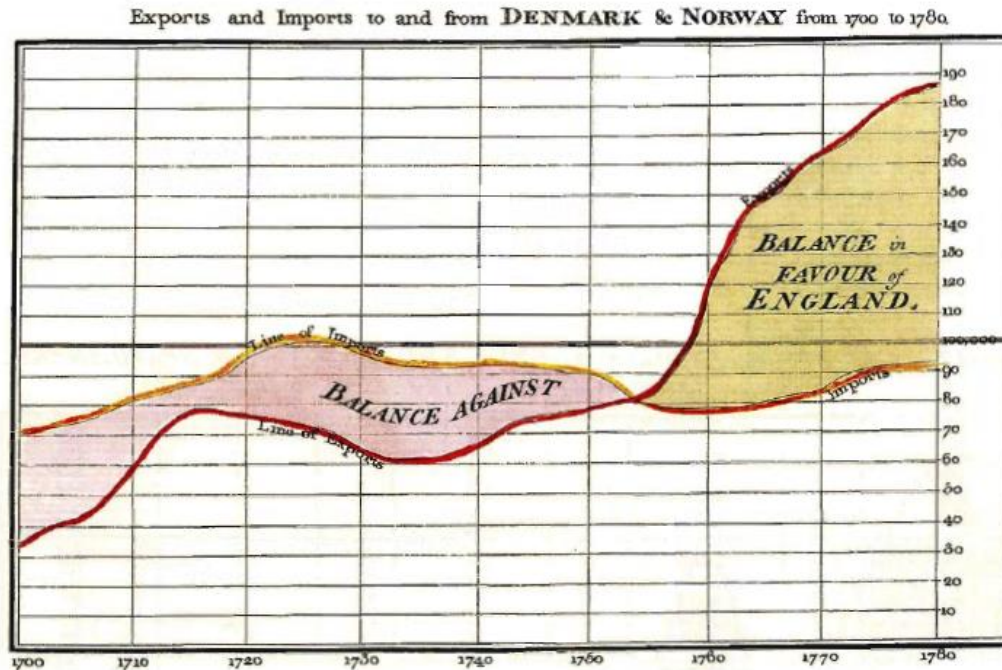 Exports and Imports to and from DENMARK & NORWAY from 1700 to 1780
190
180
170
160
150
140
130
120
110
100,000
90
80
70
60
50
40
30
20
10
Line of Imports
Line of Exports
BALANCE AGAINST
Exports
BALANCE in
FAVOUR of
ENGLAND.
Imports
1700 1710 1720 1730 1740 1750 1760 1770 1780